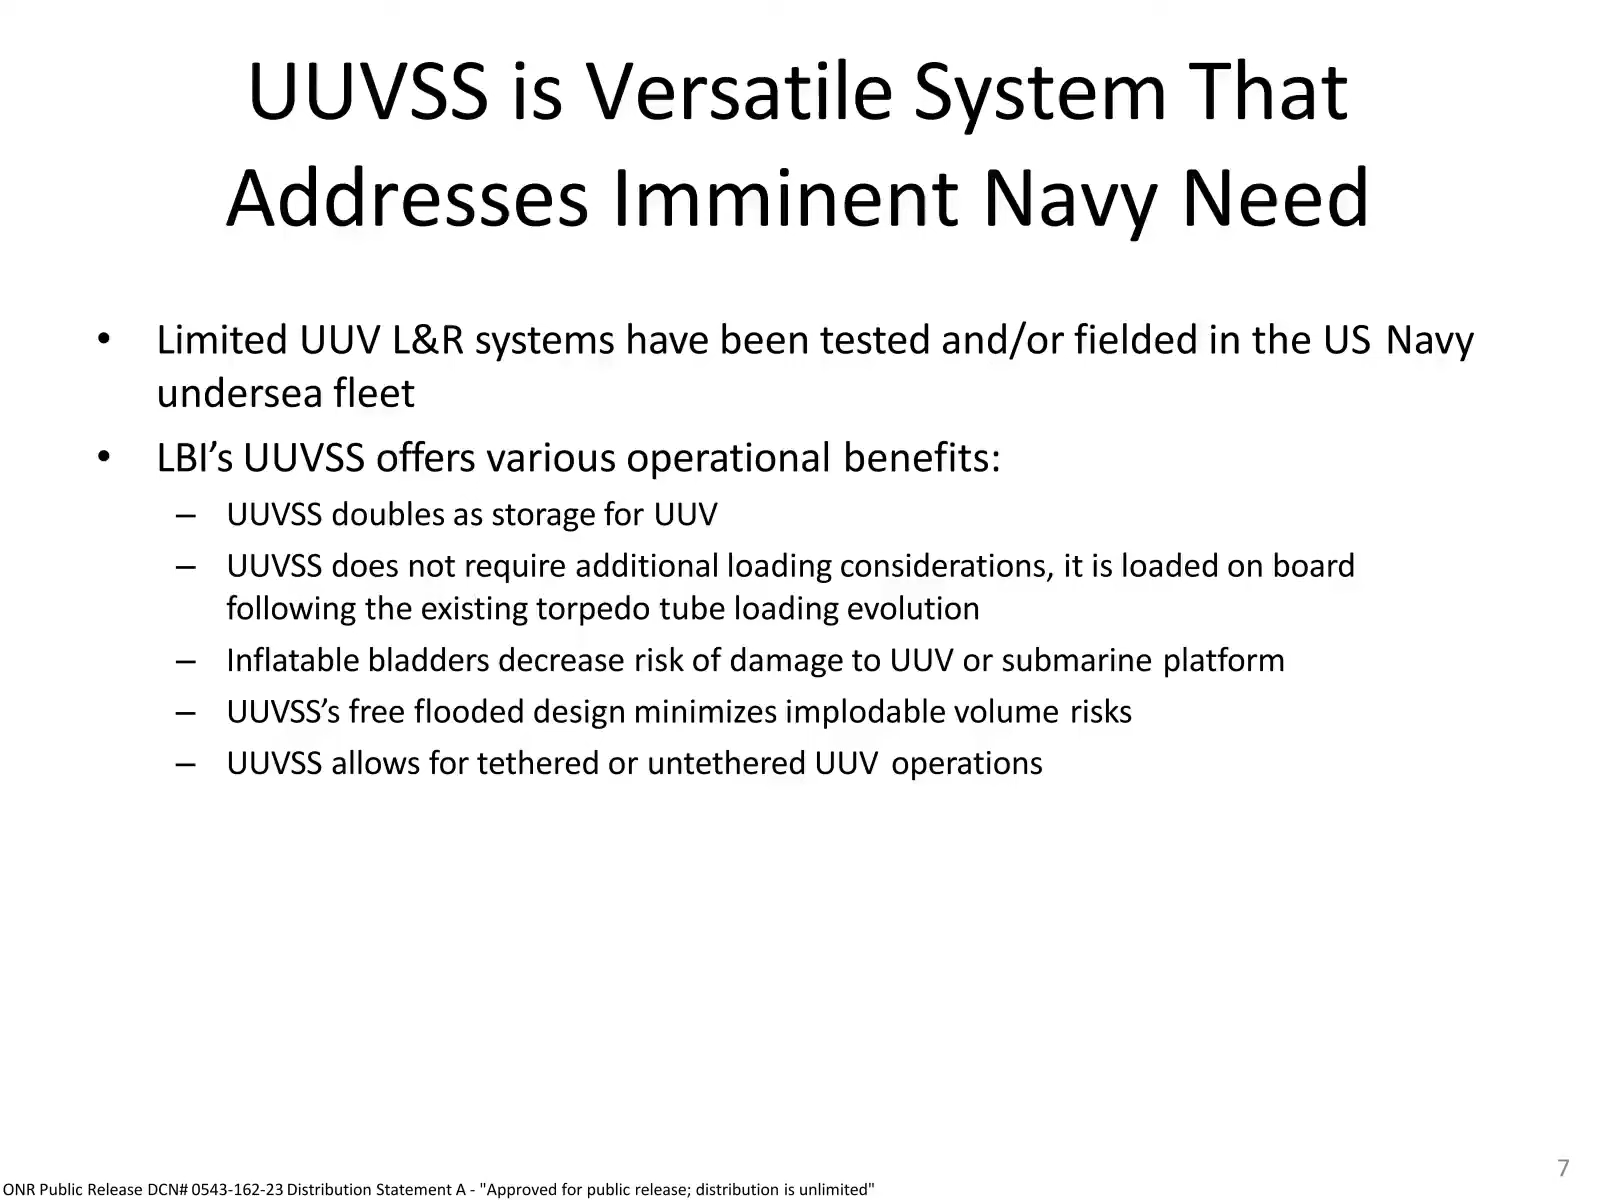 UUVSS is Versatile System That
Addresses Imminent Navy Need
• Limited UUV L&R systems have been tested and/or fielded in the US Navy
undersea fleet
• LBI’s UUVSS offers various operational benefits:
– UUVSS doubles as storage for UUV
– UUVSS does not require additional loading considerations, it is loaded on board
following the existing torpedo tube loading evolution
– Inflatable bladders decrease risk of damage to UUV or submarine platform
– UUVSS’s free flooded design minimizes implodable volume risks
– UUVSS allows for tethered or untethered UUV operations
7
ONR Public Release DCN# 0543-162-23 Distribution Statement A - "Approved for public release; distribution is unlimited"